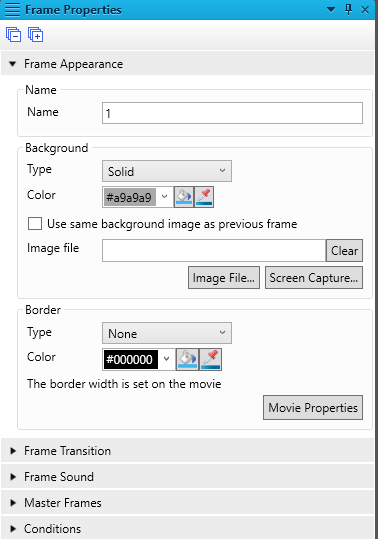 Frame Properties
Frame Appearance
Name
Name 1
Background
Type Solid
Color #a9a9a9
Use same background image as previous frame
Image file Clear
Image File... Screen Capture...
Border
Type None
Color #000000
The border width is set on the movie
Movie Properties
Frame Transition
Frame Sound
Master Frames
Conditions